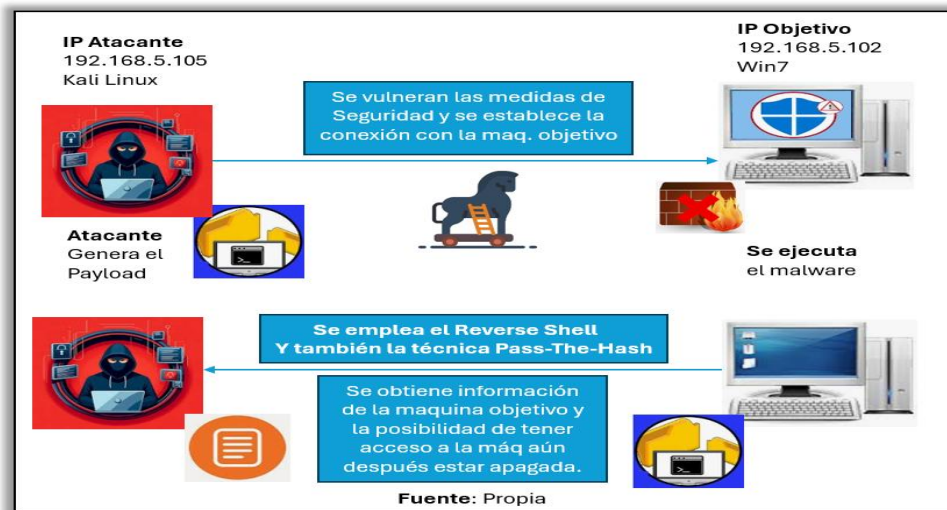 IP Atacante
192.168.5.105
Kali Linux
IP Objetivo
192.168.5.102
Win7
Se vulneran las medidas de
Seguridad y se establece la
conexión con la maq. objetivo
Atacante
Genera el
Payload
Se ejecuta
el malware
Se emplea el Reverse Shell
Y también la técnica Pass-The-Hash
Se obtiene información
de la maquina objetivo y
la posibilidad de tener
acceso a la máq aún
después estar apagada.
Fuente: Propia